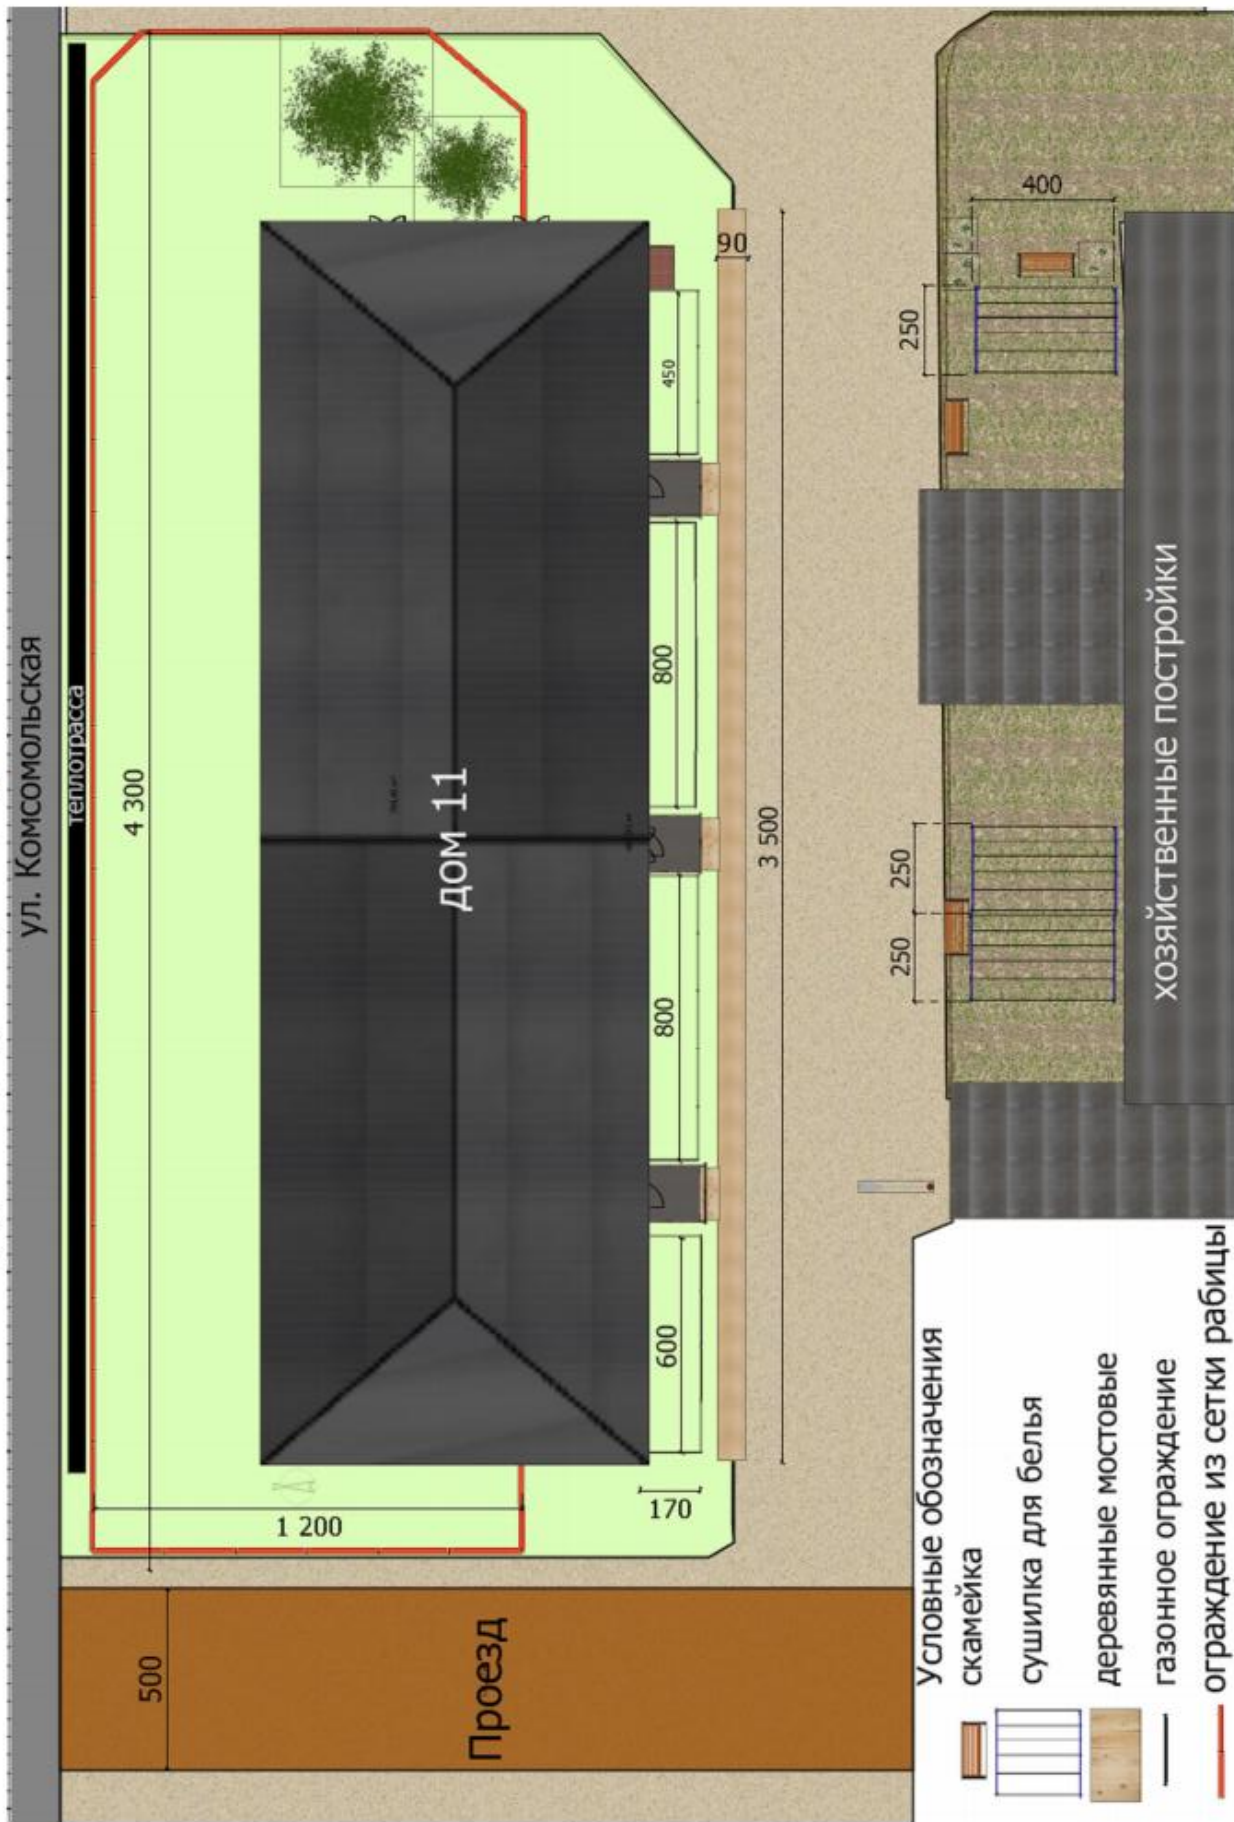 ул. Комсомольская
теплотрасса
4 300
дом 11
450
800
800
600
90
3 500
170
1 200
500
Проезд
400
250
250
250
хозяйственные постройки
Условные обозначения
скамейка
сушилка для белья
деревянные мостовые
газонное ограждение
ограждение из сетки рабицы